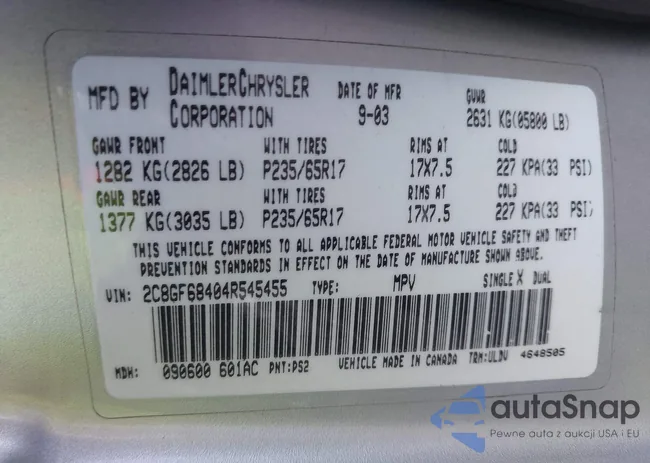 MFD BY DAIMLERCHRYSLER CORPORATION DATE OF MFR 9-03 GVWR 2631 KG(05800 LB)
GAWR FRONT WITH TIRES RIMS AT COLD
1282 KG(2826 LB) P235/65R17 17X7.5 227 KPA(33 PSI)
GAWR REAR WITH TIRES RIMS AT COLD
1377 KG(3035 LB) P235/65R17 17X7.5 227 KPA(33 PSI)
THIS VEHICLE CONFORMS TO ALL APPLICABLE FEDERAL MOTOR VEHICLE SAFETY AND THEFT
PREVENTION STANDARDS IN EFFECT ON THE DATE OF MANUFACTURE SHOWN ABOVE.
VIN: 2C8GF68404R545455 TYPE: MPV SINGLE X DUAL
MDH: 090600 601AC PNT:PS2 VEHICLE MADE IN CANADA TRM:ULDV 4648505
autaSnap
Pewne auta z aukcji USA i EU